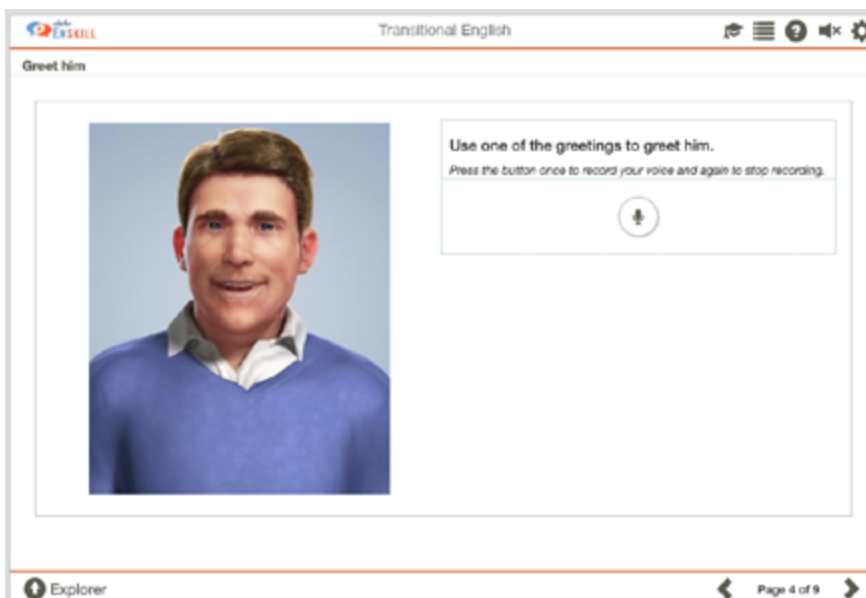 ENSKILL
Transitional English
Greet him
Use one of the greetings to greet him.
Press the button once to record your voice and again to stop recording.
Explorer
Page 4 of 9